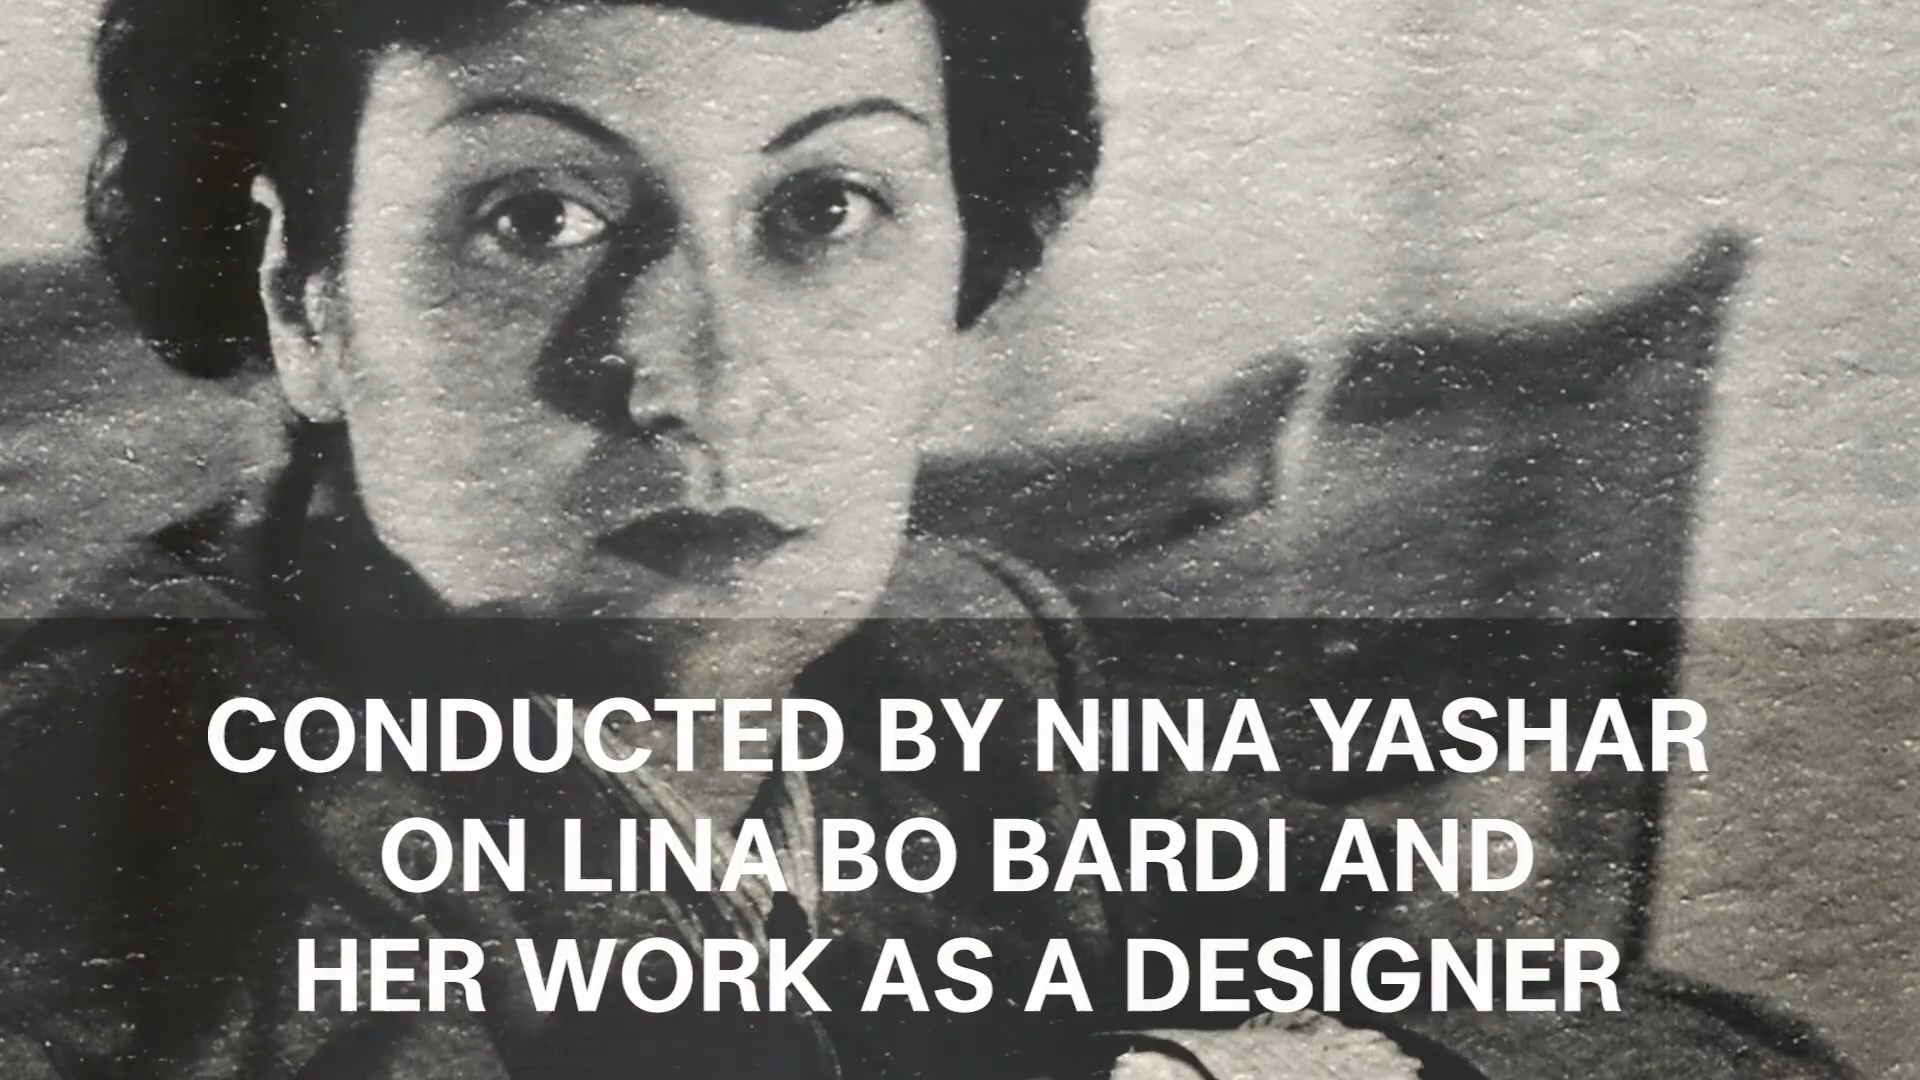 CONDUCTED BY NINA YASHAR
ON LINA BO BARDI AND
HER WORK AS A DESIGNER